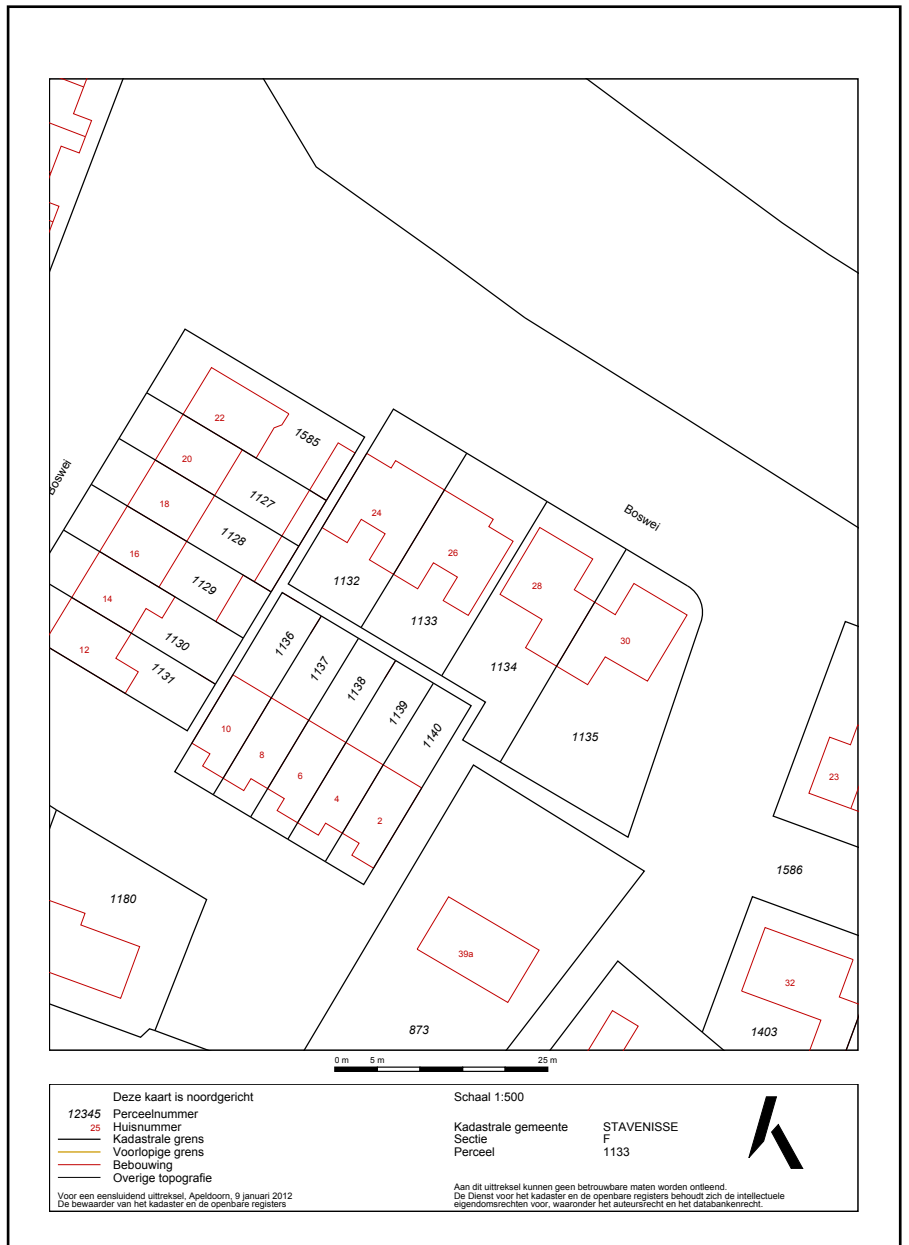 22
1585
20
Boswei
1127
18
24
Boswei
1128
26
16
1129
1132
28
14
1133
1136
30
1130
12
1137
1134
1131
1138
1139
10
1135
1140
8
6
23
4
2
1586
1180
39a
32
873
1403
0 m 5 m 25 m
Deze kaart is noordgericht
12345 Perceelnummer
25 Huisnummer
Kadastrale grens
Voorlopige grens
Bebouwing
Overige topografie
Voor een eensluidend uittreksel, Apeldoorn, 9 januari 2012
De bewaarder van het kadaster en de openbare registers
Schaal 1:500
Kadastrale gemeente STAVENISSE
Sectie F
Perceel 1133
Aan dit uittreksel kunnen geen betrouwbare maten worden ontleend.
De Dienst voor het kadaster en de openbare registers behoudt zich de intellectuele
eigendomsrechten voor, waaronder het auteursrecht en het databankenrecht.